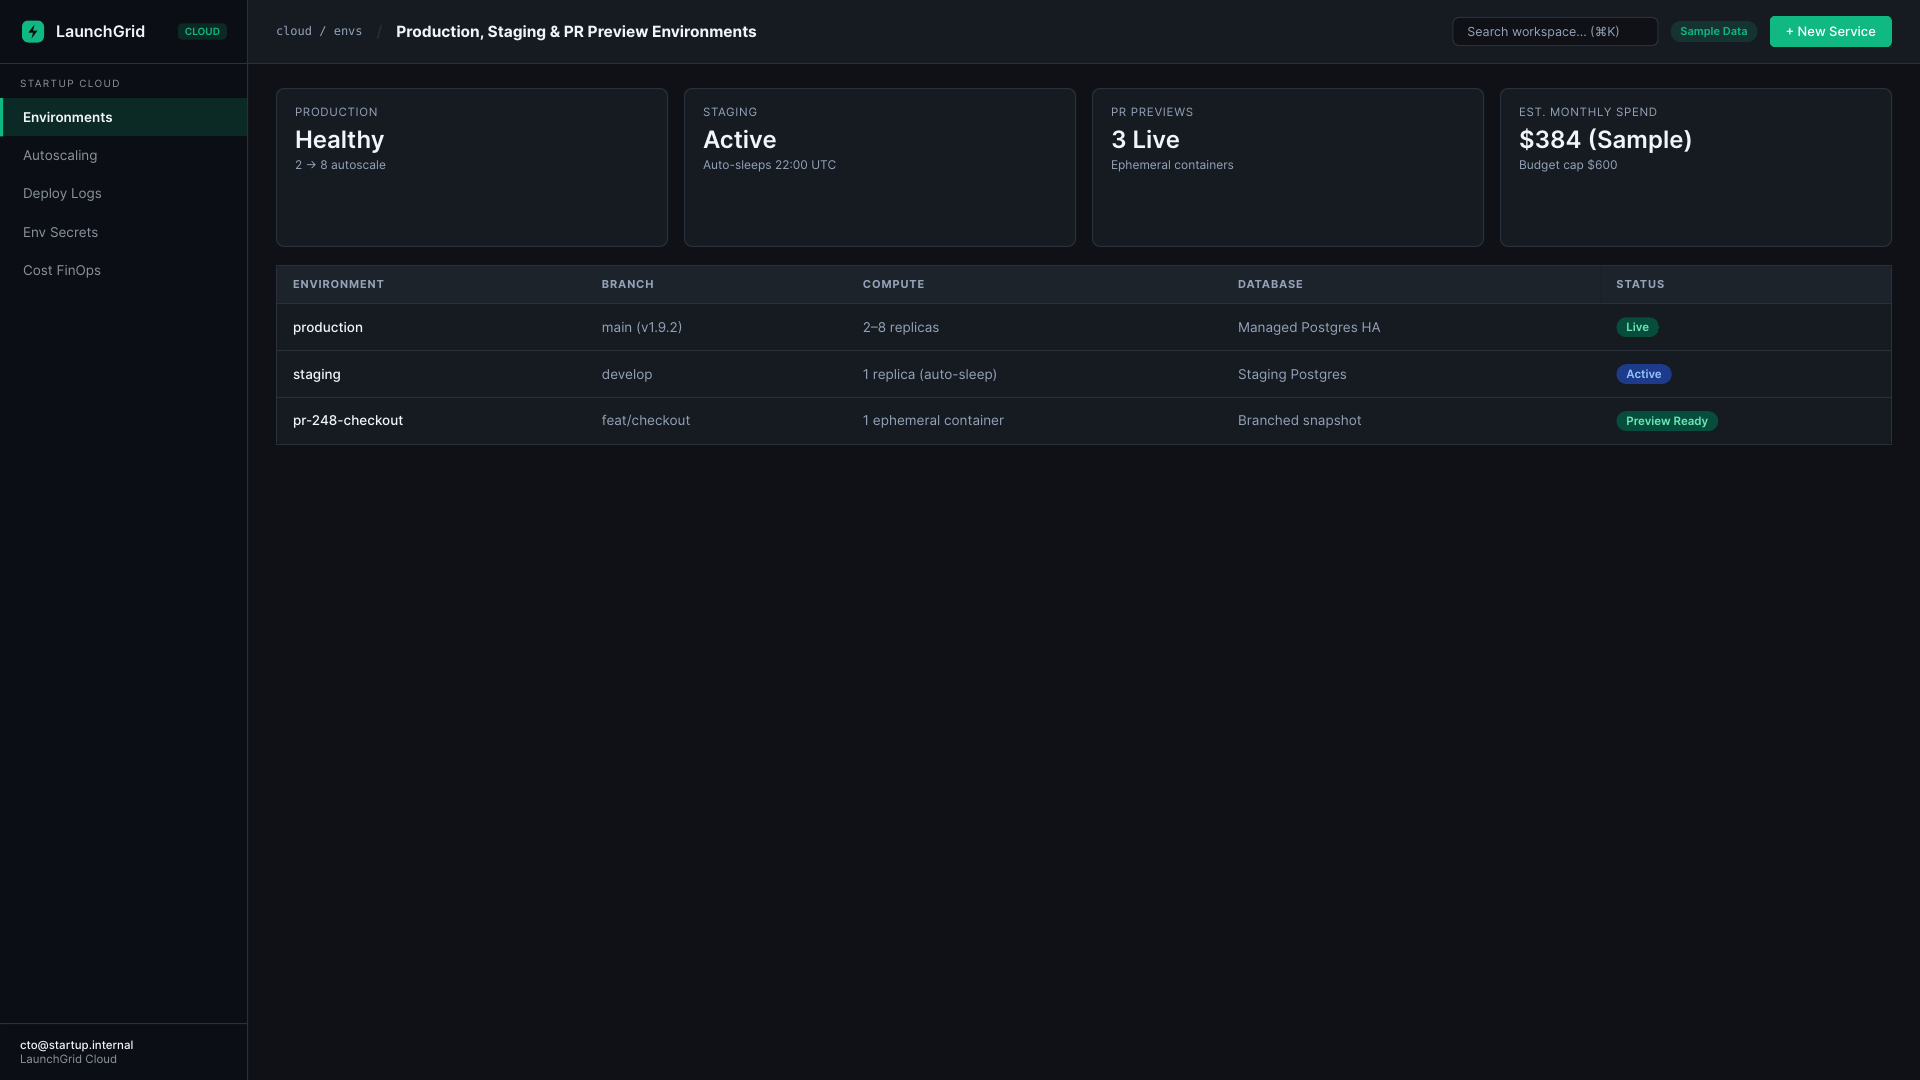 LaunchGrid CLOUD
cloud / envs / Production, Staging & PR Preview Environments
Search workspace... (⌘K)
Sample Data
+ New Service
STARTUP CLOUD
Environments
Autoscaling
Deploy Logs
Env Secrets
Cost FinOps
PRODUCTION
Healthy
2 → 8 autoscale
STAGING
Active
Auto-sleeps 22:00 UTC
PR PREVIEWS
3 Live
Ephemeral containers
EST. MONTHLY SPEND
$384 (Sample)
Budget cap $600
ENVIRONMENT BRANCH COMPUTE DATABASE STATUS
production main (v1.9.2) 2–8 replicas Managed Postgres HA Live
staging develop 1 replica (auto-sleep) Staging Postgres Active
pr-248-checkout feat/checkout 1 ephemeral container Branched snapshot Preview Ready
cto@startup.internal
LaunchGrid Cloud